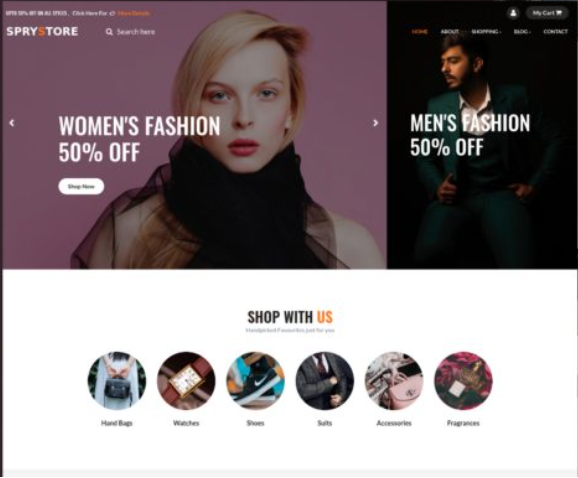 UPTO 50% OFF ON ALL STYLES , Click Here For More Details
My Cart
SPRYSTORE
Search here
HOME ABOUT SHOPPING BLOG CONTACT
WOMEN'S FASHION
50% OFF
Shop Now
MEN'S FASHION
50% OFF
SHOP WITH US
Handpicked Favourites just for you
Hand Bags
Watches
Shoes
Suits
Accessories
Fragrances